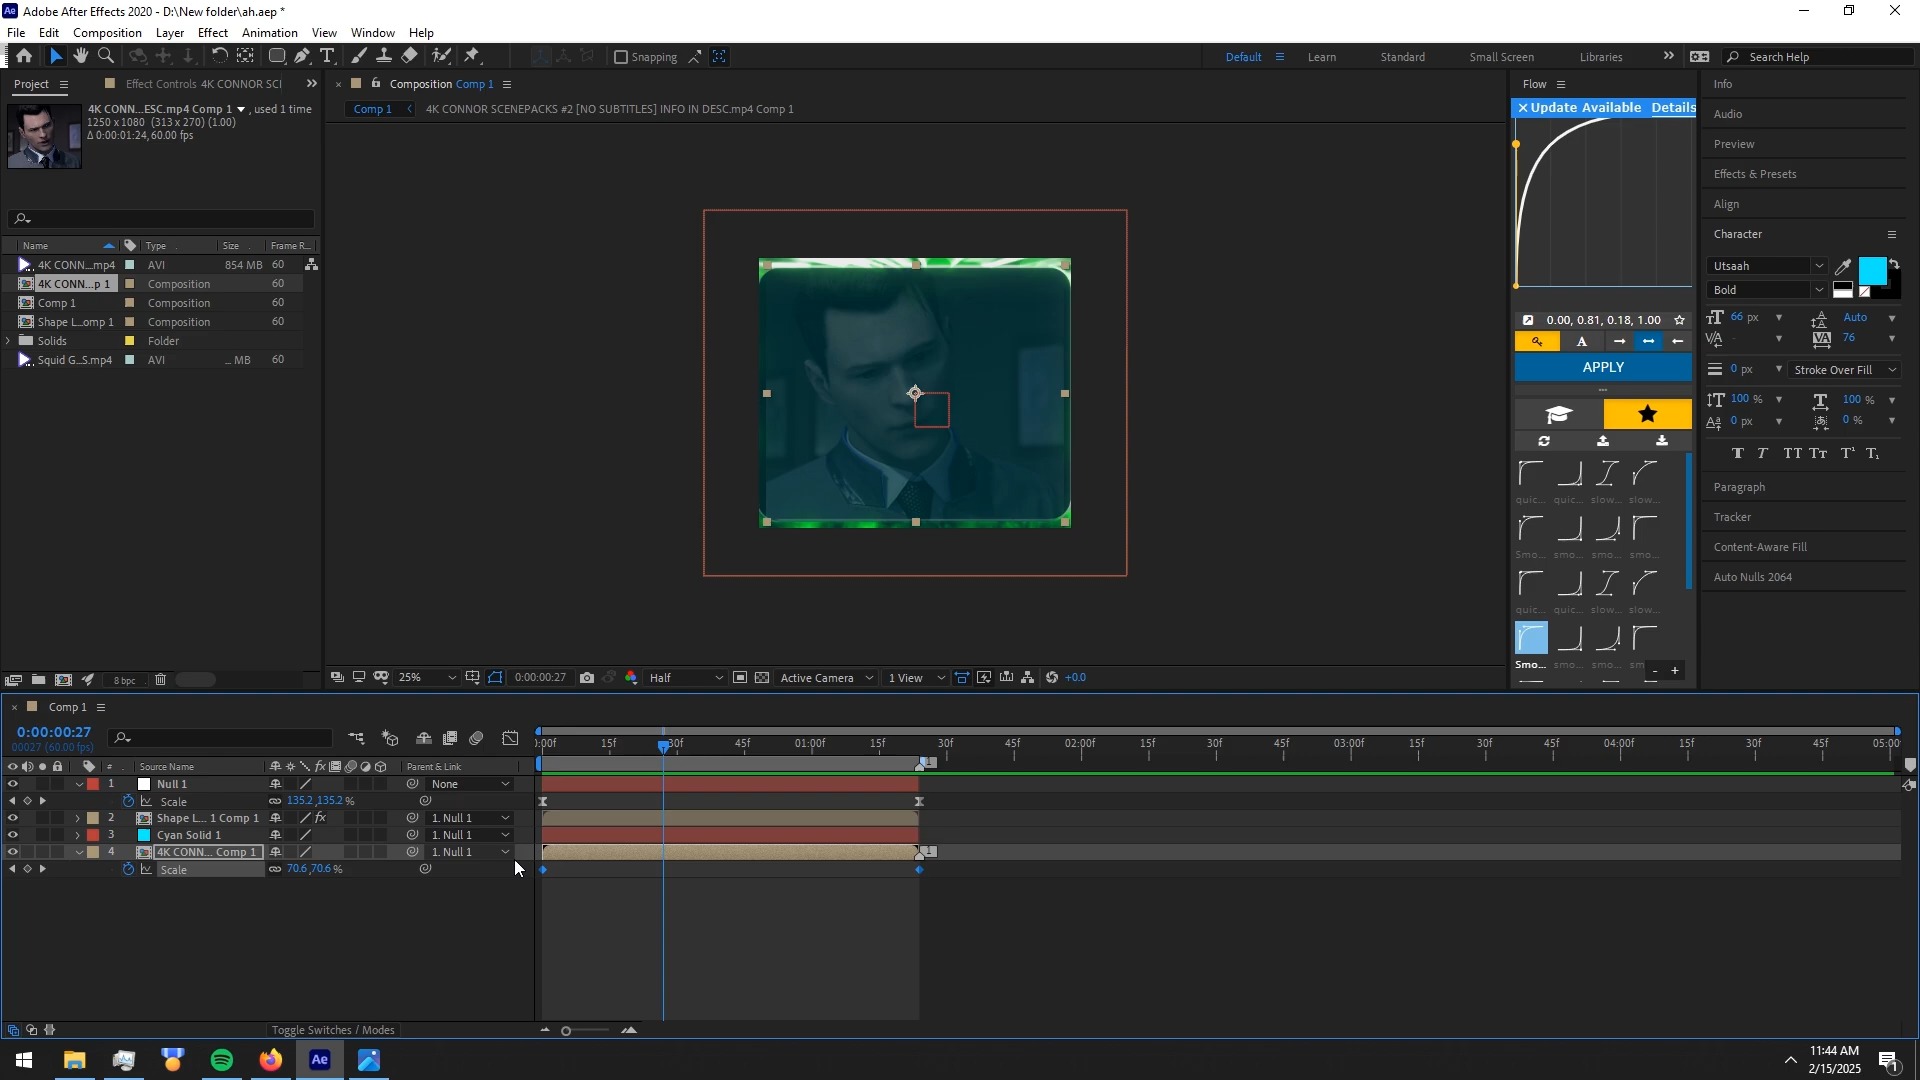 Ae Adobe After Effects 2020 - D:\New folder\ah.aep *
File Edit Composition Layer Effect Animation View Window Help
Snapping Default Learn Standard Small Screen Libraries Search Help
Project Effect Controls 4K CONNOR SCI Composition Comp 1 Flow Info
4K CONN...ESC.mp4 Comp 1 , used 1 time
1250 x 1080 (313 x 270) (1.00)
Δ 0:00:01:24, 60.00 fps
Comp 1 4K CONNOR SCENEPACKS #2 [NO SUBTITLES] INFO IN DESC.mp4 Comp 1
Update Available Details
Name Type Size Frame R...
4K CONN...mp4 AVI 854 MB 60
4K CONN...p 1 Composition 60
Comp 1 Composition 60
Shape L...omp 1 Composition 60
Solids Folder
Squid G...S.mp4 AVI ... MB 60
8 bpc
25% 0:00:00:27 Half Active Camera 1 View +0.0
0.00, 0.81, 0.18, 1.00
A
APPLY
quic... quic... slow... slow...
Smo... smo... smo... smo...
quic... quic... slow... slow...
Smo... smo... smo... sm
- +
Audio
Preview
Effects & Presets
Align
Character
Utsaah
Bold
66 px Auto
- 76
0 px Stroke Over Fill
100 % 100 %
0 px 0 %
T T TT Tt T¹ T₁
Paragraph
Tracker
Content-Aware Fill
Auto Nulls 2064
Comp 1
0:00:00:27
00027 (60.00 fps)
):00f 15f 30f 45f 01:00f 15f 30f 45f 02:00f 15f 30f 45f 03:00f 15f 30f 45f 04:00f 15f 30f 45f 05:00
# Source Name fx Parent & Link 1
1 Null 1 None
Scale 135.2,135.2%
2 Shape L... 1 Comp 1 fx 1. Null 1
3 Cyan Solid 1 1. Null 1
4 4K CONN... Comp 1 1. Null 1 1
Scale 70.6,70.6%
Toggle Switches / Modes
Ae
11:44 AM
2/15/2025
1